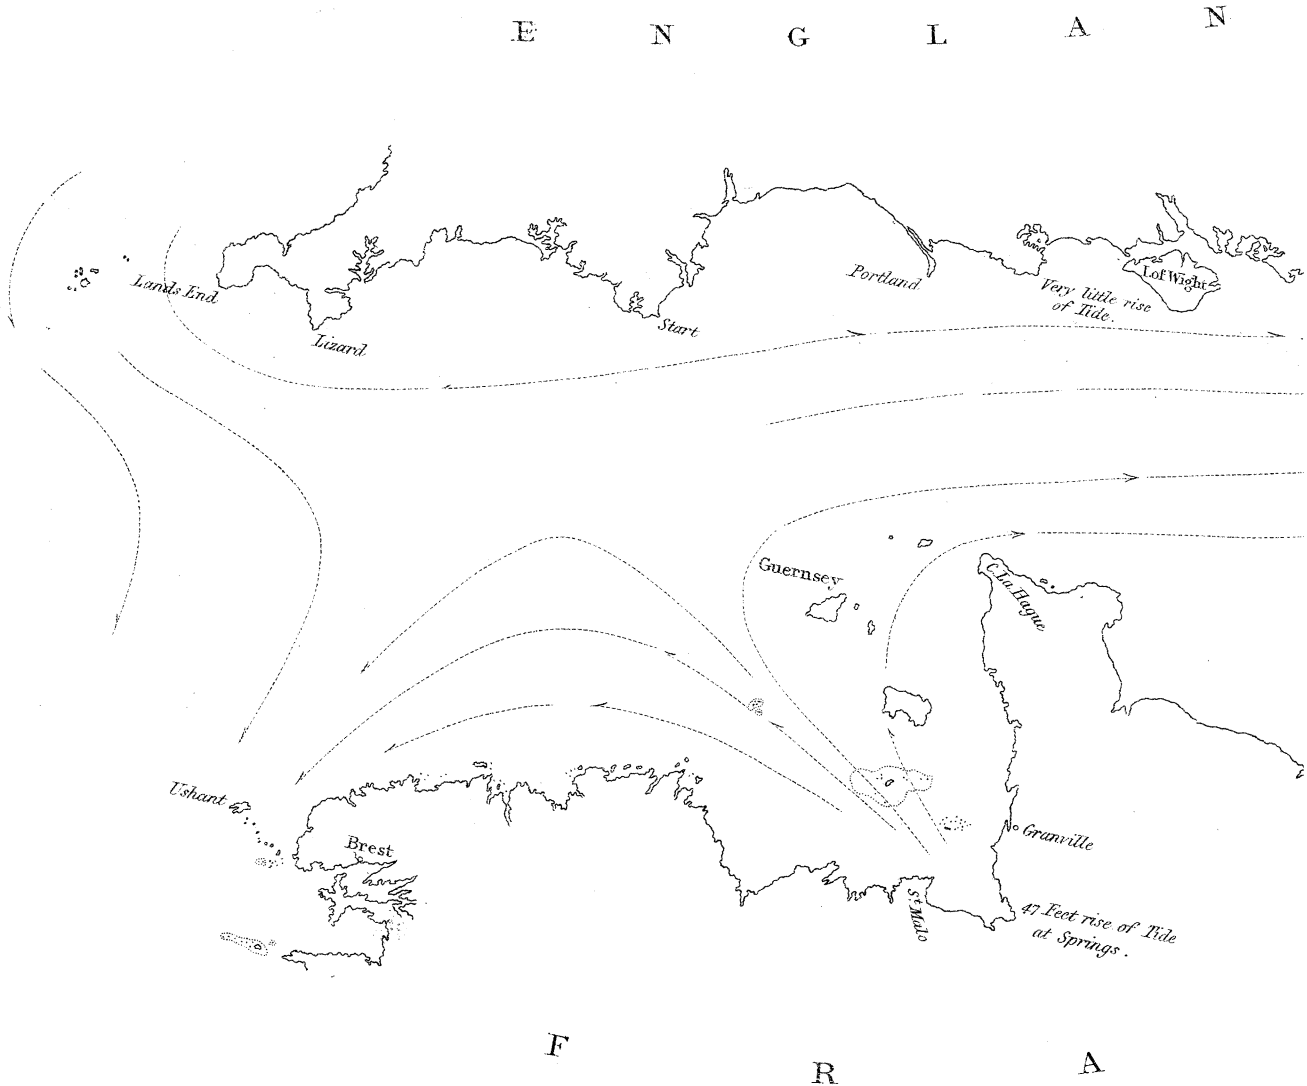 E N G L A N
Lands End
Lizard
Start
Portland
I. of Wight
Very little rise
of Tide.
Guernsey
C. La Hague
Ushant
Brest
Granville
St. Malo
47 Feet rise of Tide
at Springs.
F R A